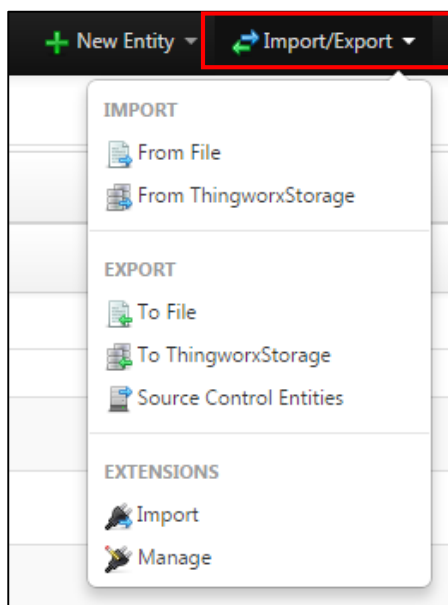 New Entity Import/Export
IMPORT
From File
From ThingworxStorage
EXPORT
To File
To ThingworxStorage
Source Control Entities
EXTENSIONS
Import
Manage